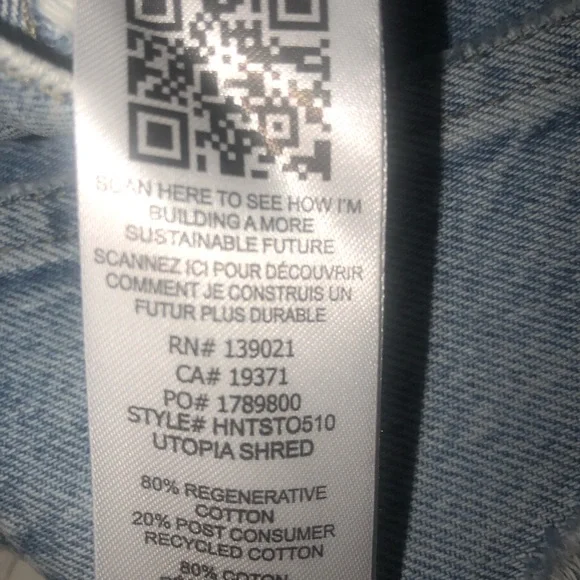 SCAN HERE TO SEE HOW I'M
BUILDING A MORE
SUSTAINABLE FUTURE
SCANNEZ ICI POUR DÉCOUVRIR
COMMENT JE CONSTRUIS UN
FUTUR PLUS DURABLE
RN# 139021
CA# 19371
PO# 1789800
STYLE# HNTSTO510
UTOPIA SHRED
80% REGENERATIVE
COTTON
20% POST CONSUMER
RECYCLED COTTON
80% COTON